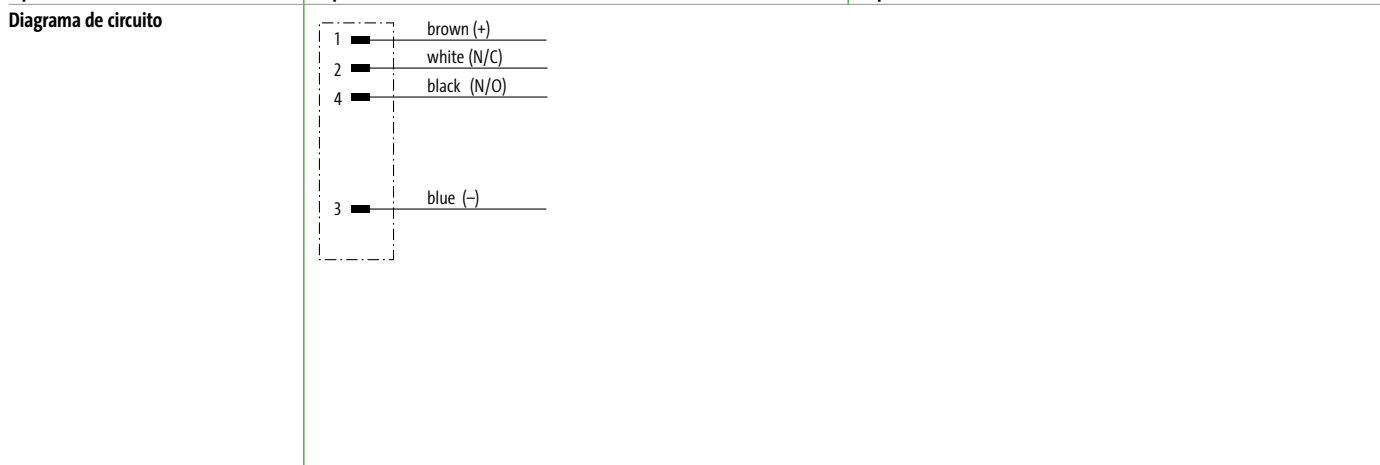 Diagrama de circuito
1 brown (+)
2 white (N/C)
4 black (N/O)
3 blue (–)